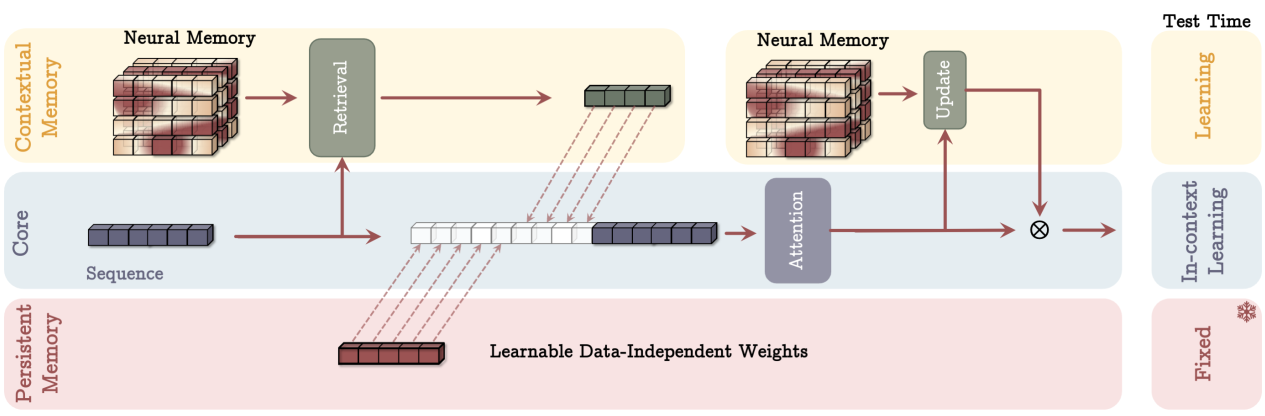 Test Time
Neural Memory
Neural Memory
Contextual
Memory
Retrieval
Update
Learning
Core
Sequence
Attention
In-context
Learning
Persistent
Memory
Learnable Data-Independent Weights
Fixed